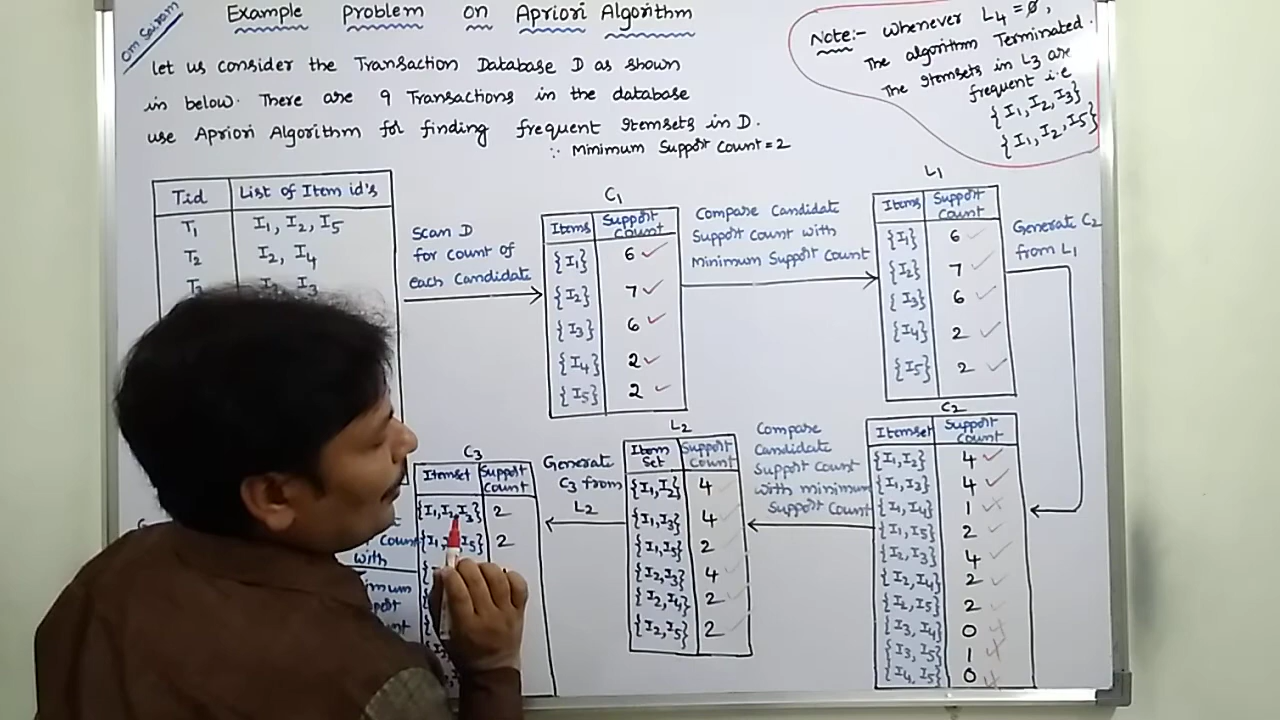 Om Sairam
Example Problem on Apriori Algorithm
let us consider the Transaction Database D as shown
in below. There are 9 Transactions in the database
use Apriori Algorithm for finding frequent Itemsets in D.
∴ Minimum Support Count = 2
Note:- Whenever L4 = ∅,
The algorithm Terminated.
The Itemsets in L3 are
frequent i.e
{I1, I2, I3}
{I1, I2, I5}
Tid List of Item id's
T1 I1, I2, I5
T2 I2, I4
I3
Scan D
for count of
each Candidate
C1
Items Support Count
{I1} 6 ✓
{I2} 7 ✓
{I3} 6 ✓
{I4} 2 ✓
{I5} 2 ✓
Compare Candidate
Support Count with
Minimum Support Count
L1
Items Support Count
{I1} 6 ✓
{I2} 7 ✓
{I3} 6 ✓
{I4} 2 ✓
{I5} 2 ✓
Generate C2
from L1
C2
Itemset Support Count
{I1, I2} 4 ✓
{I1, I3} 4 ✓
{I1, I4} 1 ×
{I1, I5} 2 ✓
{I2, I3} 4 ✓
{I2, I4} 2 ✓
{I2, I5} 2 ✓
{I3, I4} 0 ×
{I3, I5} 1 ×
{I4, I5} 0 ×
Compare
Candidate
Support Count
with minimum
Support Count
L2
Item Set Support Count
{I1, I2} 4 ✓
{I1, I3} 4 ✓
{I1, I5} 2 ✓
{I2, I3} 4 ✓
{I2, I4} 2 ✓
{I2, I5} 2 ✓
Generate
C3 from
L2
C3
Itemset Support Count
{I1, I2, I3} 2
{I1, I5} 2
Count
with